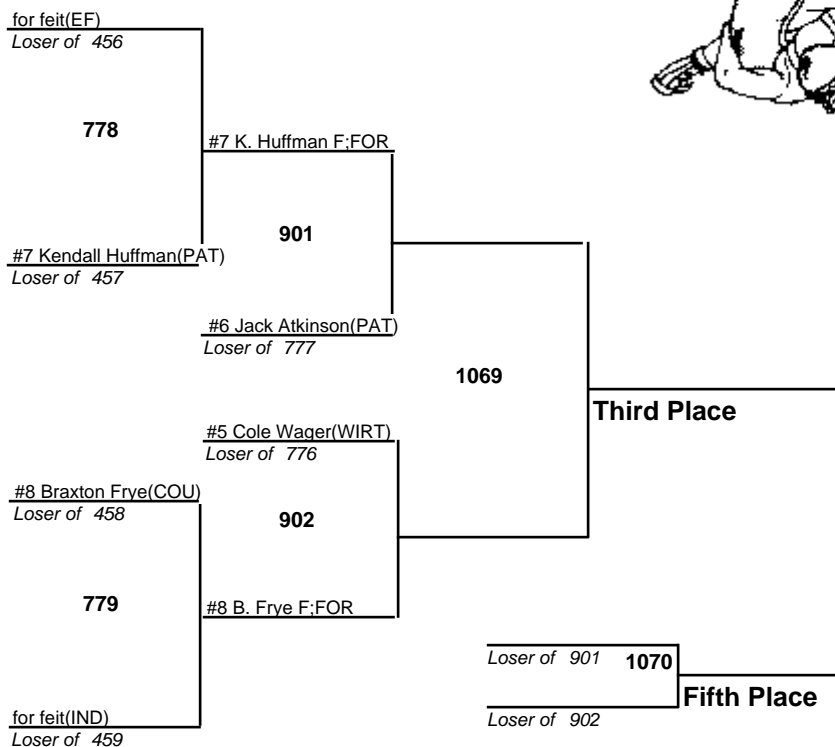 for feit(EF)
Loser of 456
778
#7 K. Huffman F;FOR
901
#7 Kendall Huffman(PAT)
Loser of 457
#6 Jack Atkinson(PAT)
Loser of 777
1069
Third Place
#5 Cole Wager(WIRT)
Loser of 776
#8 Braxton Frye(COU)
Loser of 458
902
779
#8 B. Frye F;FOR
Loser of 901
1070
Fifth Place
Loser of 902
for feit(IND)
Loser of 459